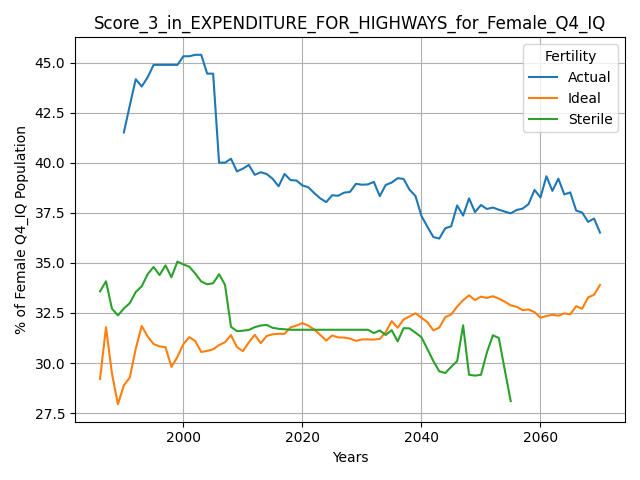 Score_3_in_EXPENDITURE_FOR_HIGHWAYS_for_Female_Q4_IQ
Fertility
Actual
Ideal
Sterile
% of Female Q4_IQ Population
45.0
42.5
40.0
37.5
35.0
32.5
30.0
27.5
2000
2020
2040
2060
Years